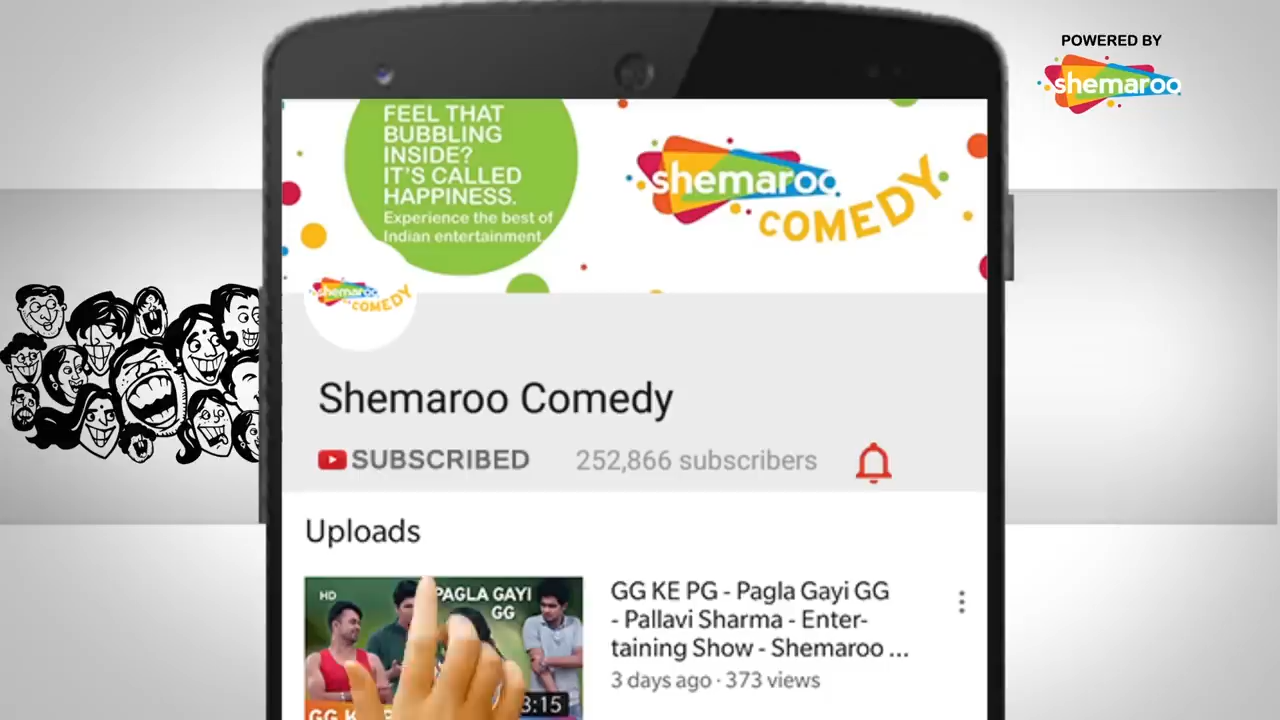 POWERED BY
shemaroo
FEEL THAT
BUBBLING
INSIDE?
IT'S CALLED
HAPPINESS.
Experience the best of
Indian entertainment.
shemaroo
COMEDY
shemaroo
COMEDY
Shemaroo Comedy
SUBSCRIBED
252,866 subscribers
Uploads
HD
PAGLA GAYI
GG
GG KE PG - Pagla Gayi GG
- Pallavi Sharma - Enter-
taining Show - Shemaroo ...
3 days ago · 373 views
3:15
GG